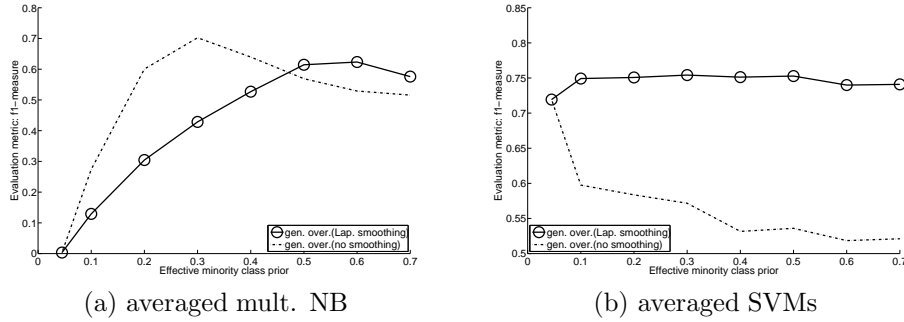 0.8
0.7
0.6
0.5
0.4
0.3
0.2
0.1
0
Evaluation metric: f1−measure
0 0.1 0.2 0.3 0.4 0.5 0.6 0.7
Effective minority class prior
gen. over.(Lap. smoothing)
gen. over.(no smoothing)
(a) averaged mult. NB
0.85
0.8
0.75
0.7
0.65
0.6
0.55
0.5
Evaluation metric: f1−measure
0 0.1 0.2 0.3 0.4 0.5 0.6 0.7
Effective minority class prior
gen. over.(Lap. smoothing)
gen. over.(no smoothing)
(b) averaged SVMs